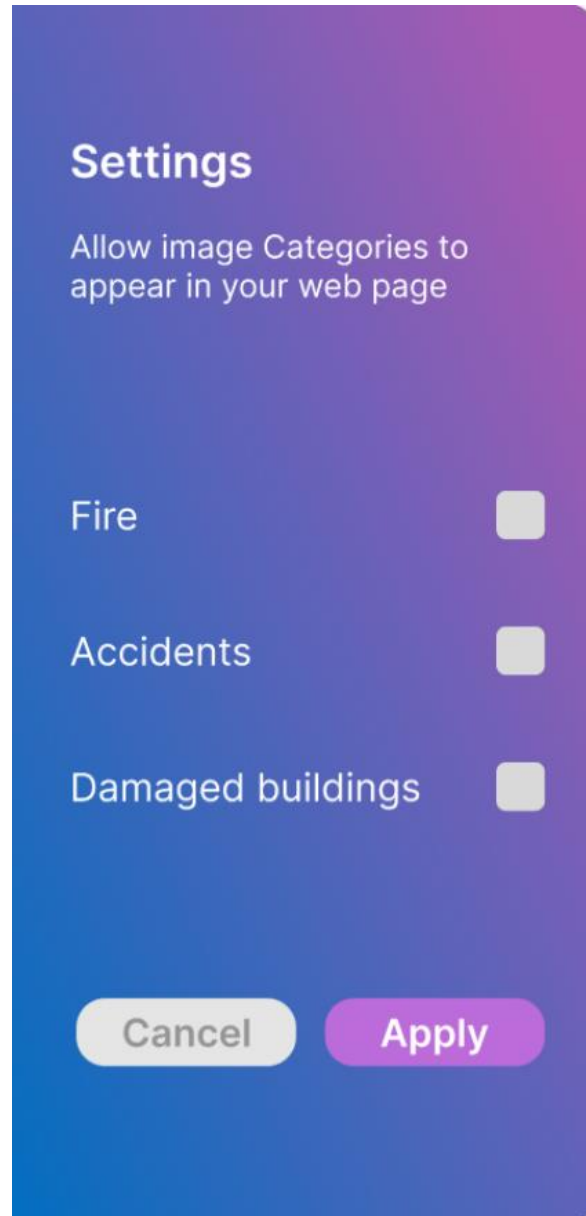 Settings
Allow image Categories to
appear in your web page
Fire
Accidents
Damaged buildings
Cancel
Apply